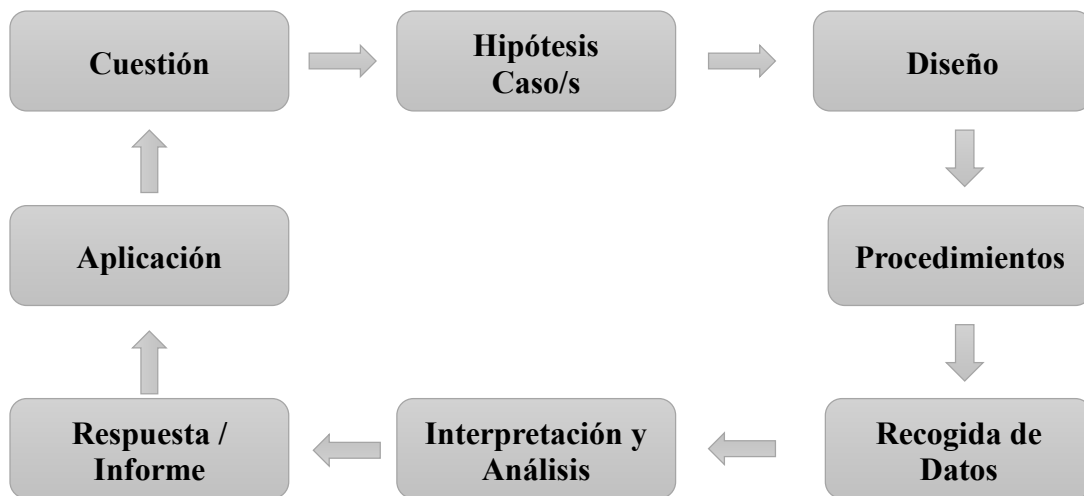 Cuestión
Hipótesis
Caso/s
Diseño
Aplicación
Procedimientos
Respuesta /
Informe
Interpretación y
Análisis
Recogida de
Datos